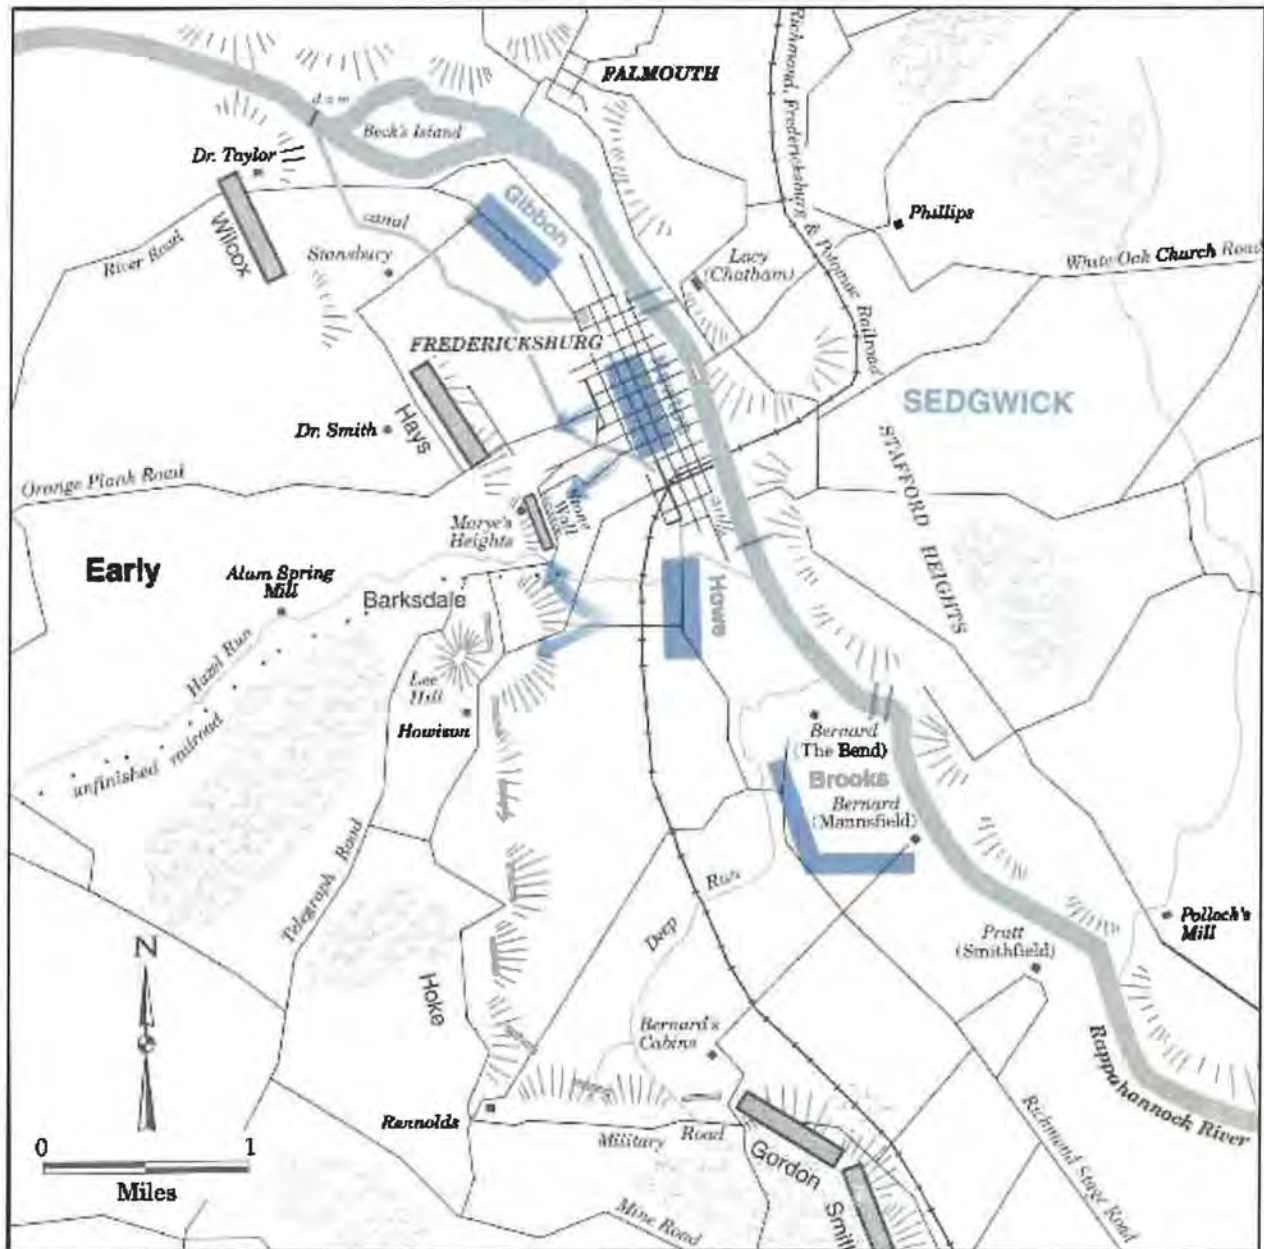 FALMOUTH
dam
Beck's Island
Dr. Taylor
Gibbon
canal
Wilcox
River Road
Stansbury
Richmond, Fredericksburg & Potomac Railroad
Phillips
Lacy
(Chatham)
White Oak Church Road
FREDERICKSBURG
SEDGWICK
Hays
Dr. Smith
STAFFORD HEIGHTS
Orange Plank Road
Stone
Wall
Marye's
Heights
Early
Alum Spring
Mill
Barksdale
Howe
Hazel Run
Lee
Hill
Howison
unfinished railroad
Bernard
(The Bend)
Brooks
Bernard
(Mannsfield)
Telegraph Road
Deep Run
Pollock's
Mill
Pratt
(Smithfield)
N
Hoke
Bernard's
Cabins
Rappahannock River
Military Road
Gordon
Richmond Stage Road
0 1
Miles
Mine Road